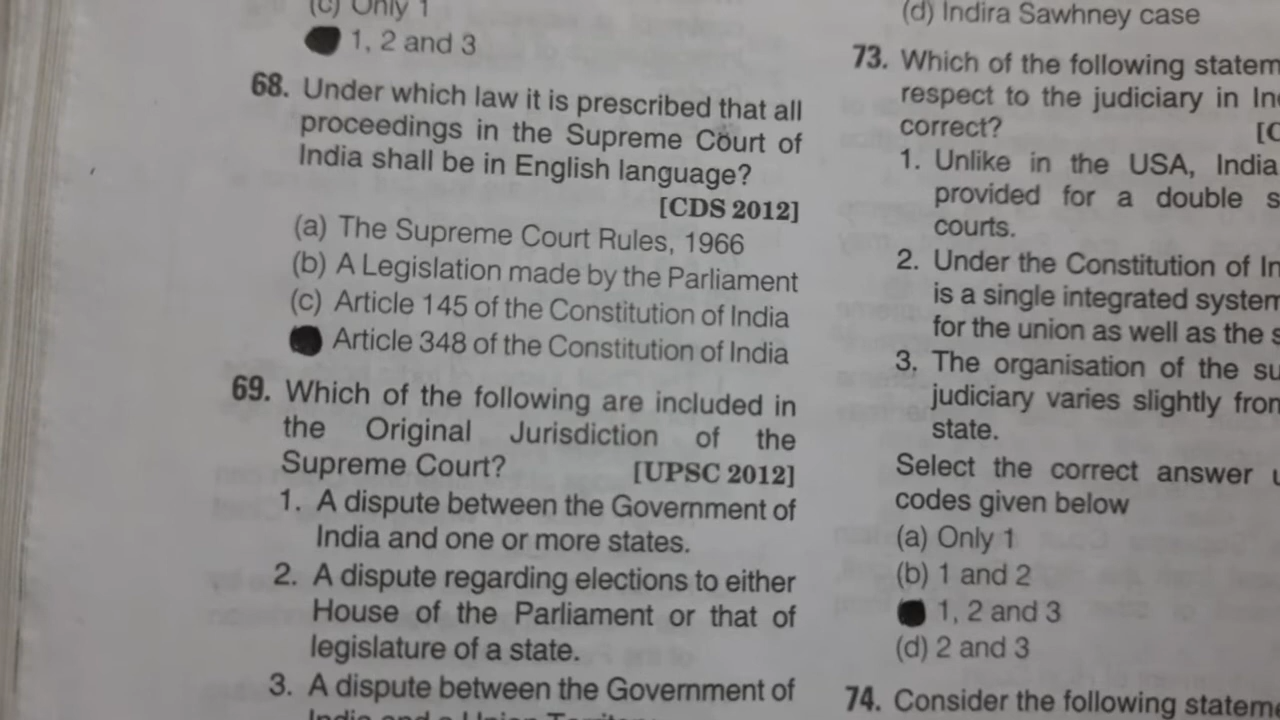 (c) Only 1
1, 2 and 3
68. Under which law it is prescribed that all
proceedings in the Supreme Court of
India shall be in English language?
[CDS 2012]
(a) The Supreme Court Rules, 1966
(b) A Legislation made by the Parliament
(c) Article 145 of the Constitution of India
Article 348 of the Constitution of India
69. Which of the following are included in
the Original Jurisdiction of the
Supreme Court? [UPSC 2012]
1. A dispute between the Government of
India and one or more states.
2. A dispute regarding elections to either
House of the Parliament or that of
legislature of a state.
3. A dispute between the Government of
India and a Union
(d) Indira Sawhney case
73. Which of the following
respect to the judiciary in
correct?
1. Unlike in the USA, India
provided for a double
courts.
2. Under the Constitution of
is a single integrated
for the union as well as the
3. The organisation of the
judiciary varies slightly
state.
Select the correct answer
codes given below
(a) Only 1
(b) 1 and 2
1, 2 and 3
(d) 2 and 3
74. Consider the following